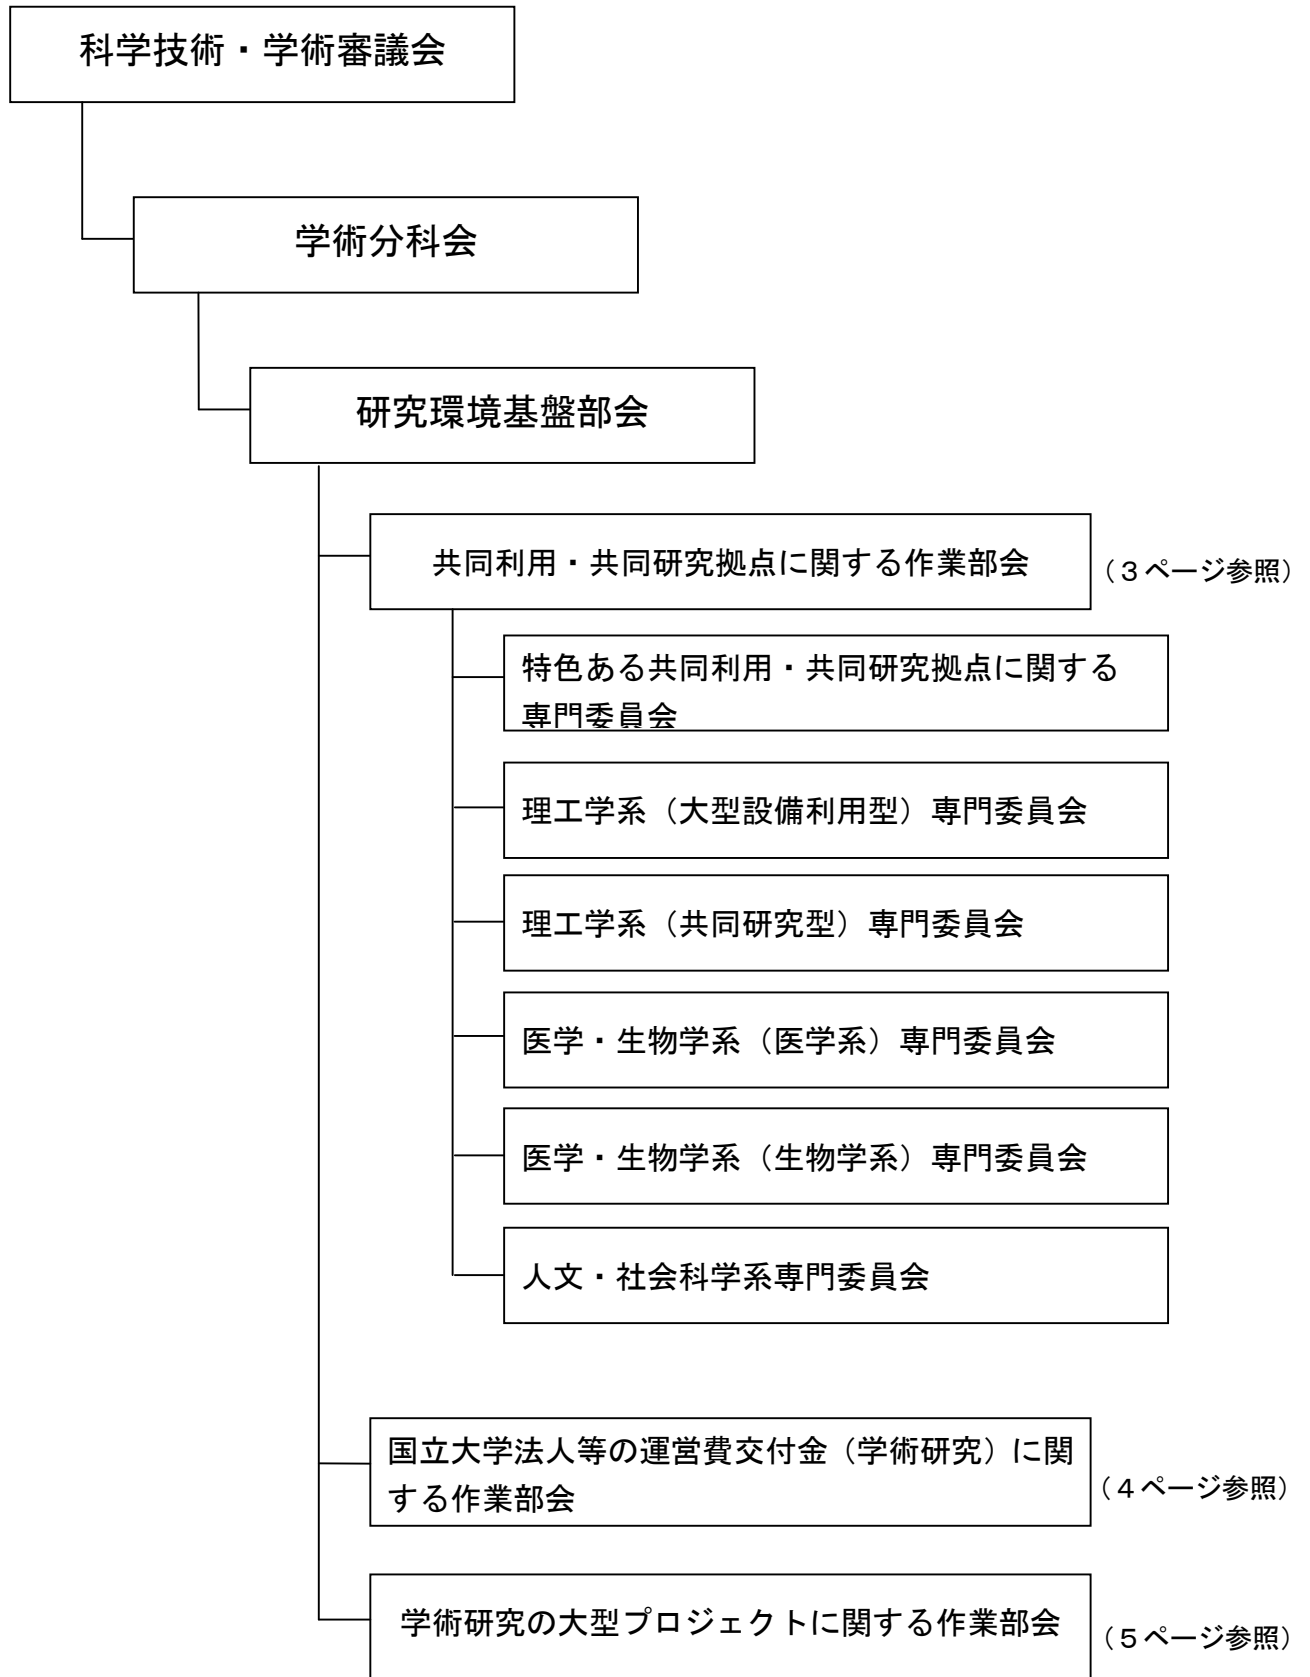 科学技術・学術審議会
学術分科会
研究環境基盤部会
共同利用・共同研究拠点に関する作業部会
（３ページ参照）
特色ある共同利用・共同研究拠点に関する
専門委員会
理工学系（大型設備利用型）専門委員会
理工学系（共同研究型）専門委員会
医学・生物学系（医学系）専門委員会
医学・生物学系（生物学系）専門委員会
人文・社会科学系専門委員会
国立大学法人等の運営費交付金（学術研究）に関
する作業部会
（４ページ参照）
学術研究の大型プロジェクトに関する作業部会
（５ページ参照）